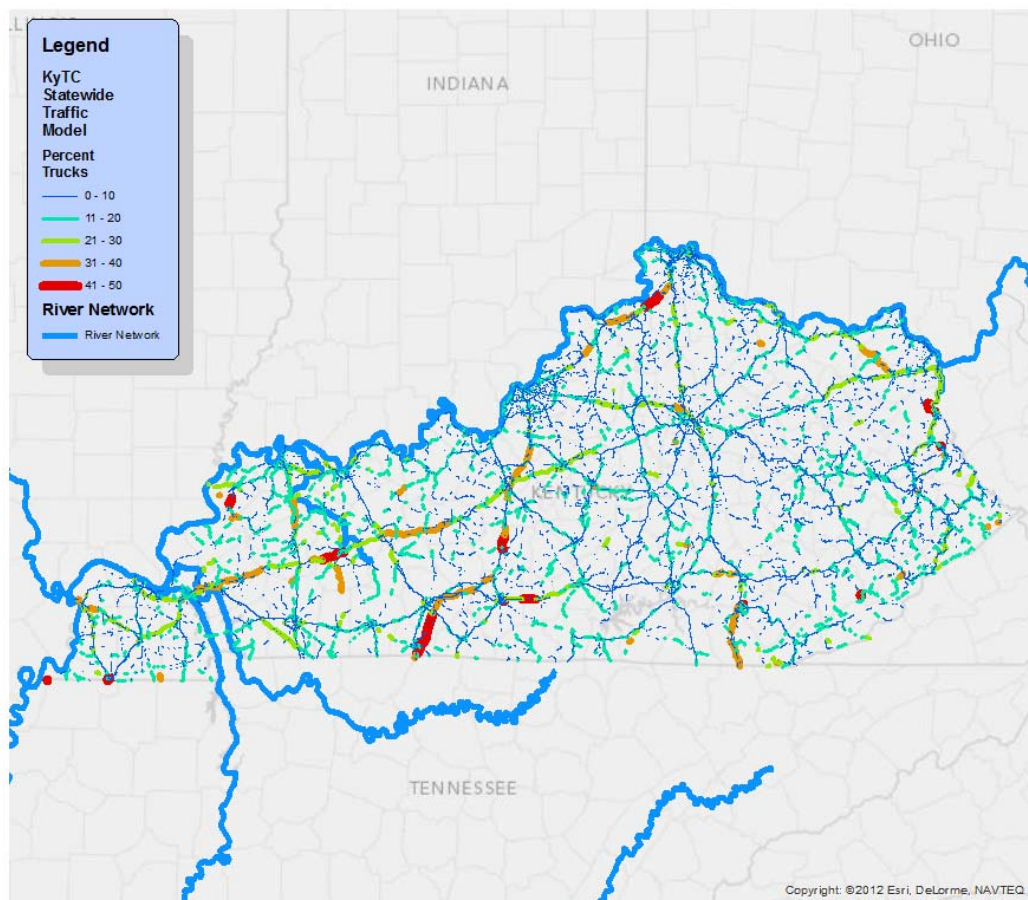 LLINOIS
Legend
KyTC
Statewide
Traffic
Model
Percent
Trucks
0 - 10
11 - 20
21 - 30
31 - 40
41 - 50
River Network
River Network
INDIANA
OHIO
KENTUCKY
TENNESSEE
Copyright: ©2012 Esri, DeLorme, NAVTEQ